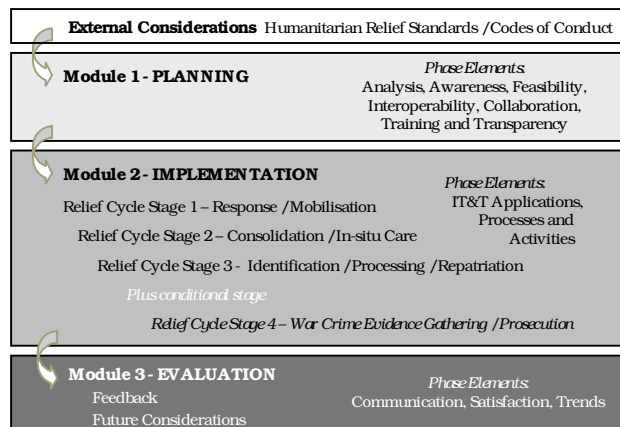 External Considerations Humanitarian Relief Standards / Codes of Conduct
Module 1 - PLANNING
Phase Elements:
Analysis, Awareness, Feasibility,
Interoperability, Collaboration,
Training and Transparency
Module 2 - IMPLEMENTATION
Phase Elements:
IT&T Applications,
Processes and
Activities
Relief Cycle Stage 1 – Response / Mobilisation
Relief Cycle Stage 2 – Consolidation / In-situ Care
Relief Cycle Stage 3 - Identification / Processing / Repatriation
Plus conditional stage
Relief Cycle Stage 4 – War Crime Evidence Gathering / Prosecution
Module 3 - EVALUATION
Feedback
Future Considerations
Phase Elements:
Communication, Satisfaction, Trends